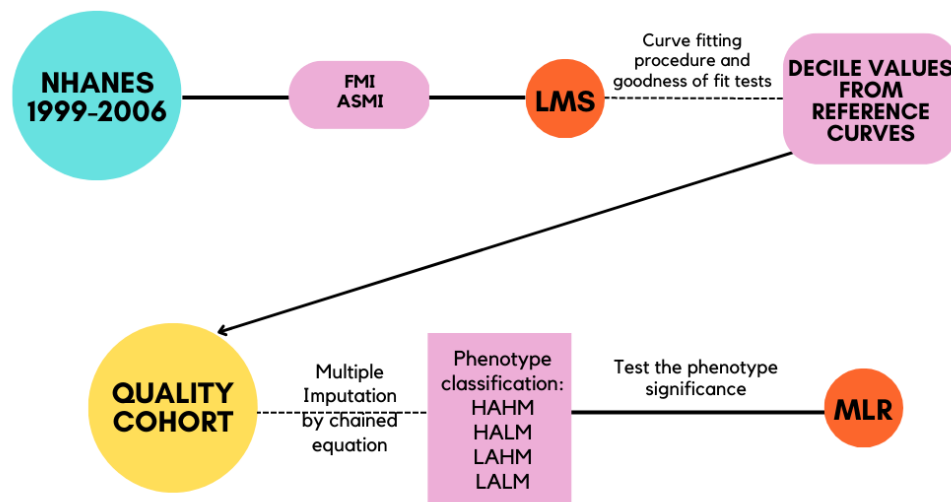 NHANES
1999-2006
FMI
ASMI
LMS
Curve fitting
procedure and
goodness of fit tests
DECILE VALUES
FROM
REFERENCE
CURVES
QUALITY
COHORT
Multiple
Imputation
by chained
equation
Phenotype
classification:
HAHM
HALM
LAHM
LALM
Test the phenotype
significance
MLR